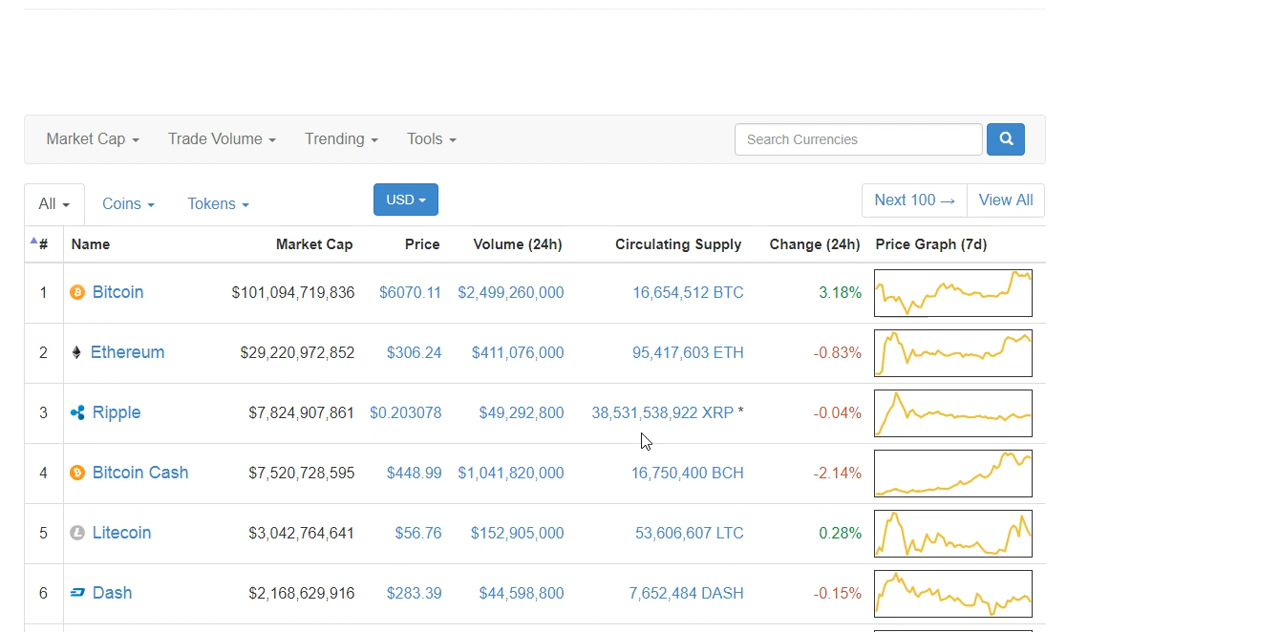 Market Cap Trade Volume Trending Tools Search Currencies
All Coins Tokens USD Next 100 → View All
# Name Market Cap Price Volume (24h) Circulating Supply Change (24h) Price Graph (7d)
1 Bitcoin $101,094,719,836 $6070.11 $2,499,260,000 16,654,512 BTC 3.18%
2 Ethereum $29,220,972,852 $306.24 $411,076,000 95,417,603 ETH -0.83%
3 Ripple $7,824,907,861 $0.203078 $49,292,800 38,531,538,922 XRP * -0.04%
4 Bitcoin Cash $7,520,728,595 $448.99 $1,041,820,000 16,750,400 BCH -2.14%
5 Litecoin $3,042,764,641 $56.76 $152,905,000 53,606,607 LTC 0.28%
6 Dash $2,168,629,916 $283.39 $44,598,800 7,652,484 DASH -0.15%